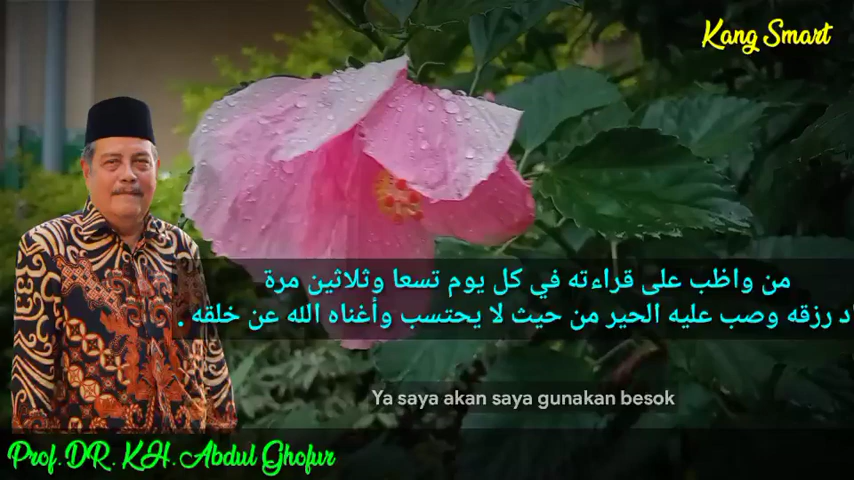 Kang Smart
من واظب على قراءته في كل يوم تسعا وثلاثين مرة
رزقه وصب عليه الحير من حيث لا يحتسب وأغناه الله عن خلقه .
Ya saya akan saya gunakan besok
Prof. DR. KH. Abdul Ghofur